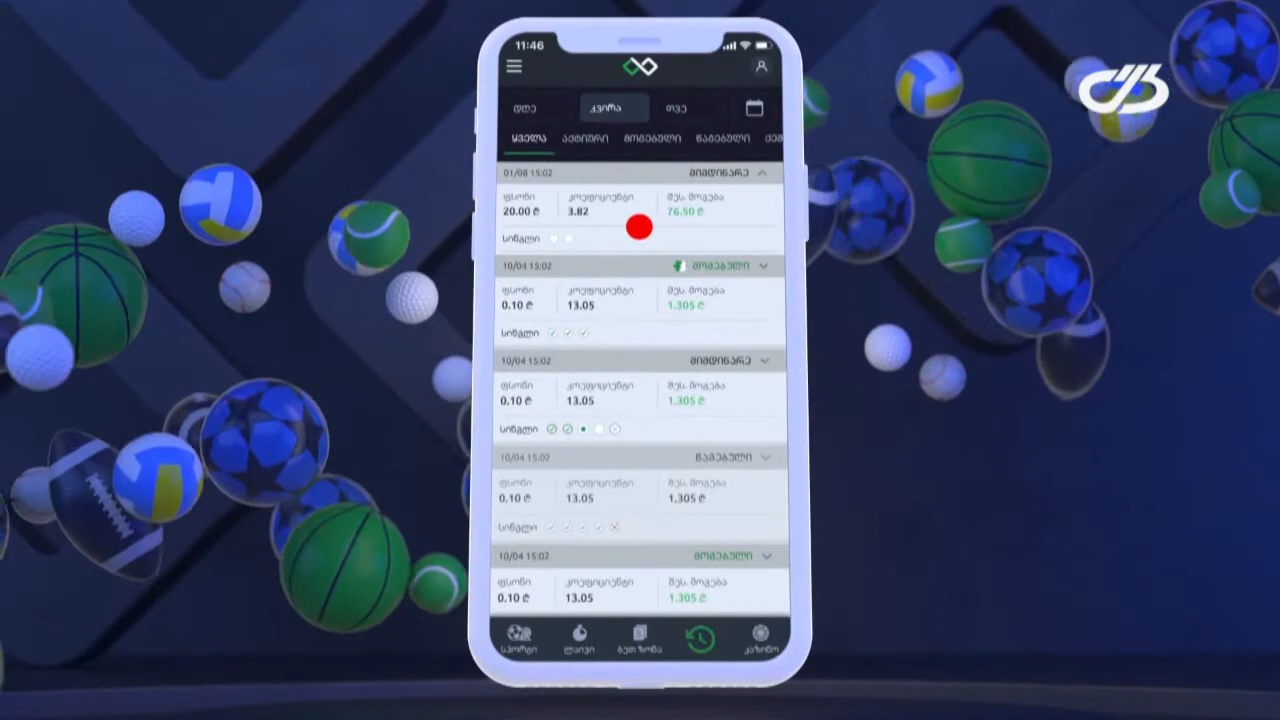 11:46
დღე კვირა თვე
ყველა აქტიური მოგებული წაგებული ქეშ
01/08 15:02 მიმდინარე
ფსონი კოეფიციენტი შეს. მოგება
20.00 ₾ 3.82 76.50 ₾
სინგლი
10/04 15:02 მოგებული
ფსონი კოეფიციენტი შეს. მოგება
0.10 ₾ 13.05 1.305 ₾
სინგლი
10/04 15:02 მიმდინარე
ფსონი კოეფიციენტი შეს. მოგება
0.10 ₾ 13.05 1.305 ₾
სინგლი
10/04 15:02 წაგებული
ფსონი კოეფიციენტი შეს. მოგება
0.10 ₾ 13.05 1.305 ₾
სინგლი
10/04 15:02 მოგებული
ფსონი კოეფიციენტი შეს. მოგება
0.10 ₾ 13.05 1.305 ₾
სპორტი ლაივი ბეთ ზონა კაზინო